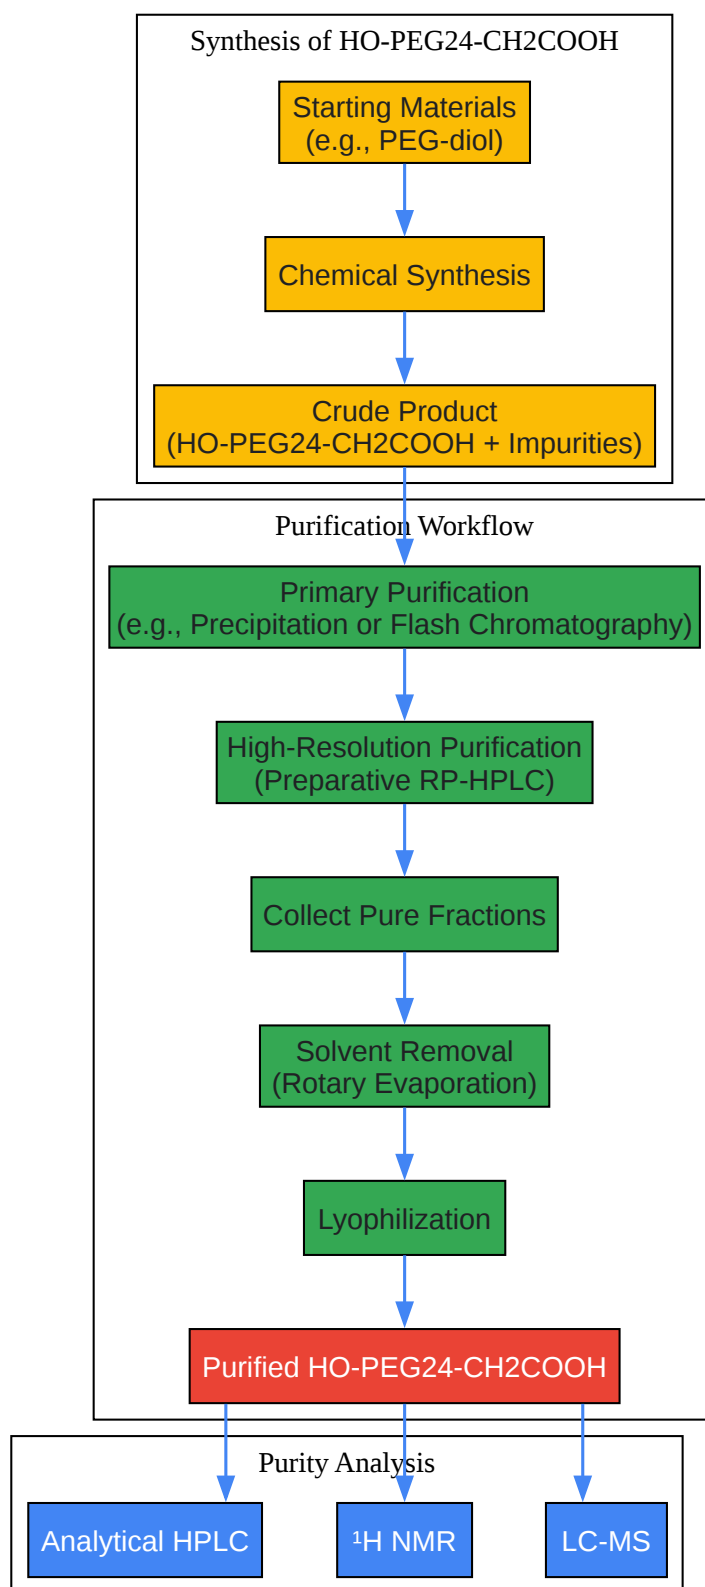 Synthesis of HO-PEG24-CH2COOH
Starting Materials
(e.g., PEG-diol)
Chemical Synthesis
Crude Product
(HO-PEG24-CH2COOH + Impurities)
Purification Workflow
Primary Purification
(e.g., Precipitation or Flash Chromatography)
High-Resolution Purification
(Preparative RP-HPLC)
Collect Pure Fractions
Solvent Removal
(Rotary Evaporation)
Lyophilization
Purified HO-PEG24-CH2COOH
Purity Analysis
Analytical HPLC
¹H NMR
LC-MS